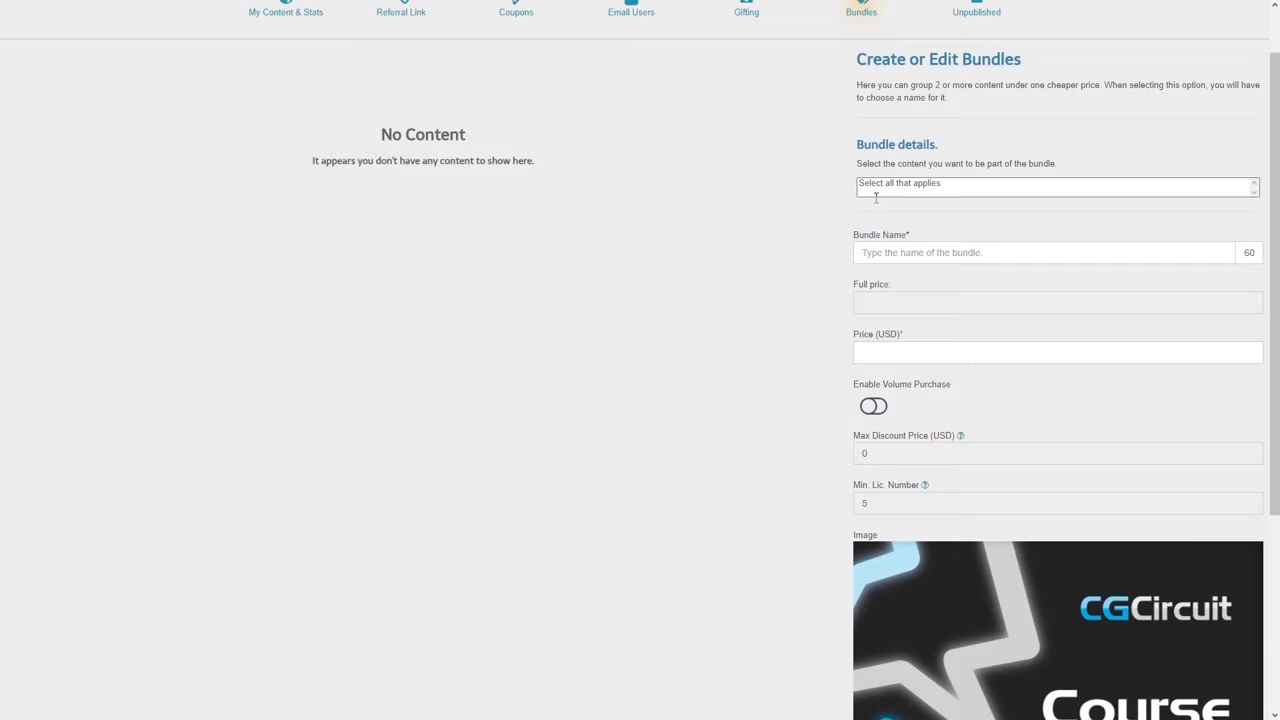 My Content & Stats
Referral Link
Coupons
Email Users
Gifting
Bundles
Unpublished
Create or Edit Bundles
Here you can group 2 or more content under one cheaper price. When selecting this option, you will have
to choose a name for it.
No Content
It appears you don't have any content to show here.
Bundle details.
Select the content you want to be part of the bundle.
Select all that applies
Bundle Name*
Type the name of the bundle.
60
Full price:
Price (USD)*
Enable Volume Purchase
Max Discount Price (USD) ?
0
Min. Lic. Number ?
5
Image
CGCircuit
Course